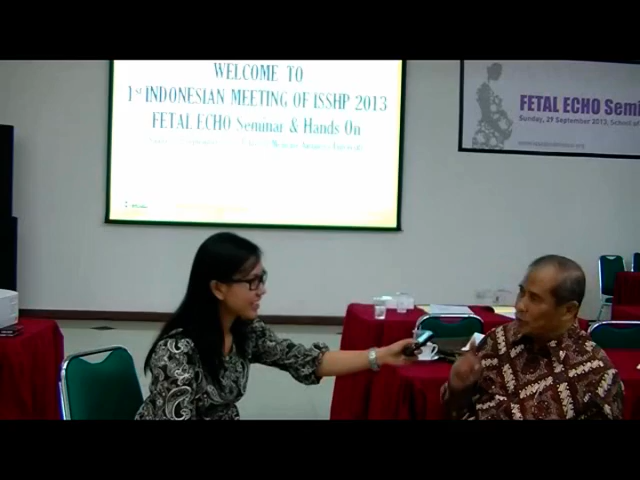 WELCOME TO
1st INDONESIAN MEETING OF ISSHP 2013
FETAL ECHO Seminar & Hands On
FETAL ECHO Semi
Sunday, 29 September 2013, School of